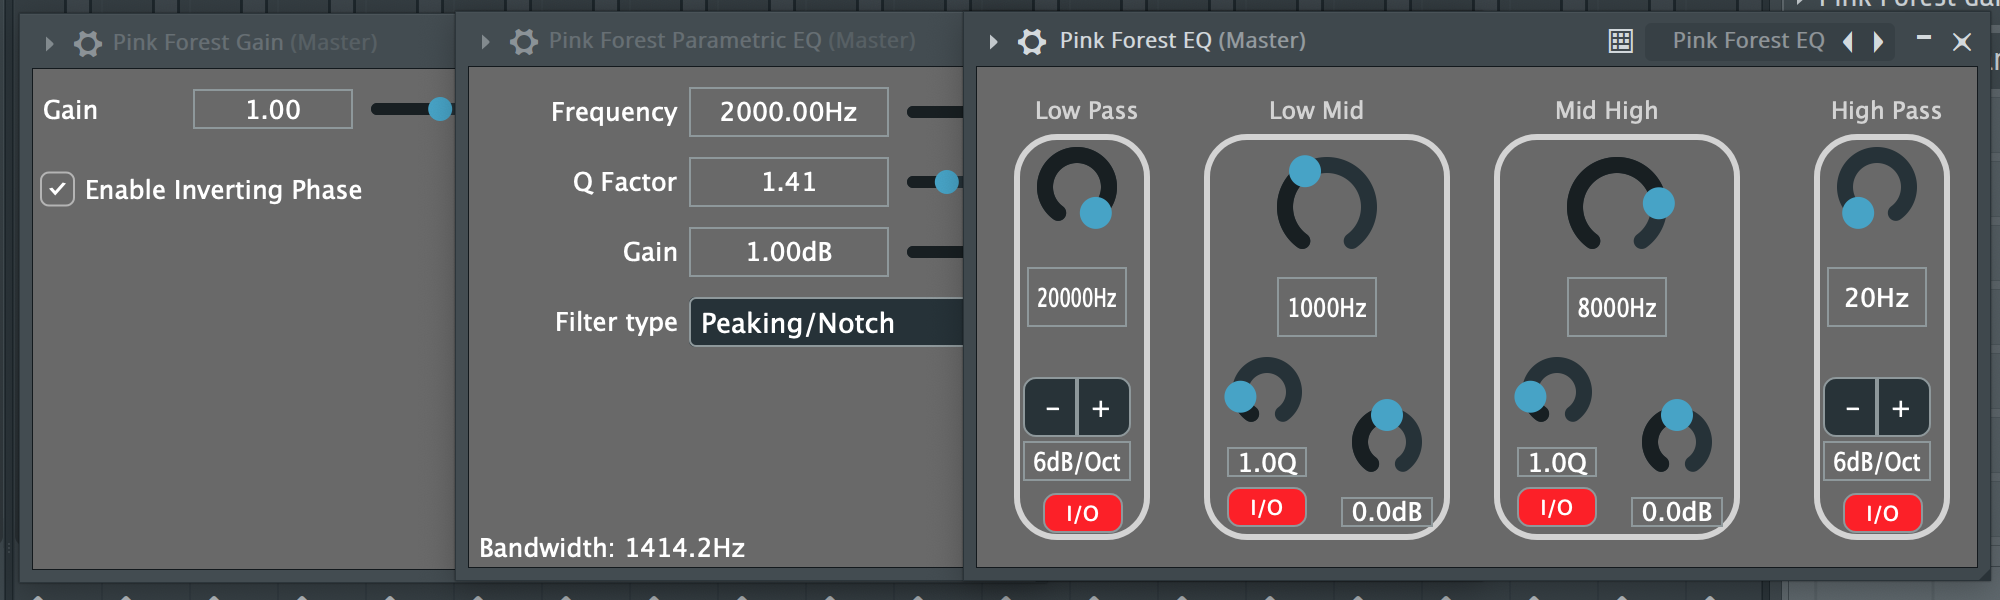 Pink Forest Gain (Master)
Gain 1.00
Enable Inverting Phase
Pink Forest Parametric EQ (Master)
Frequency 2000.00Hz
Q Factor 1.41
Gain 1.00dB
Filter type Peaking/Notch
Bandwidth: 1414.2Hz
Pink Forest EQ (Master)
Pink Forest EQ
Low Pass
20000Hz
- +
6dB/Oct
I/O
Low Mid
1000Hz
1.0Q
I/O
0.0dB
Mid High
8000Hz
1.0Q
I/O
0.0dB
High Pass
20Hz
- +
6dB/Oct
I/O